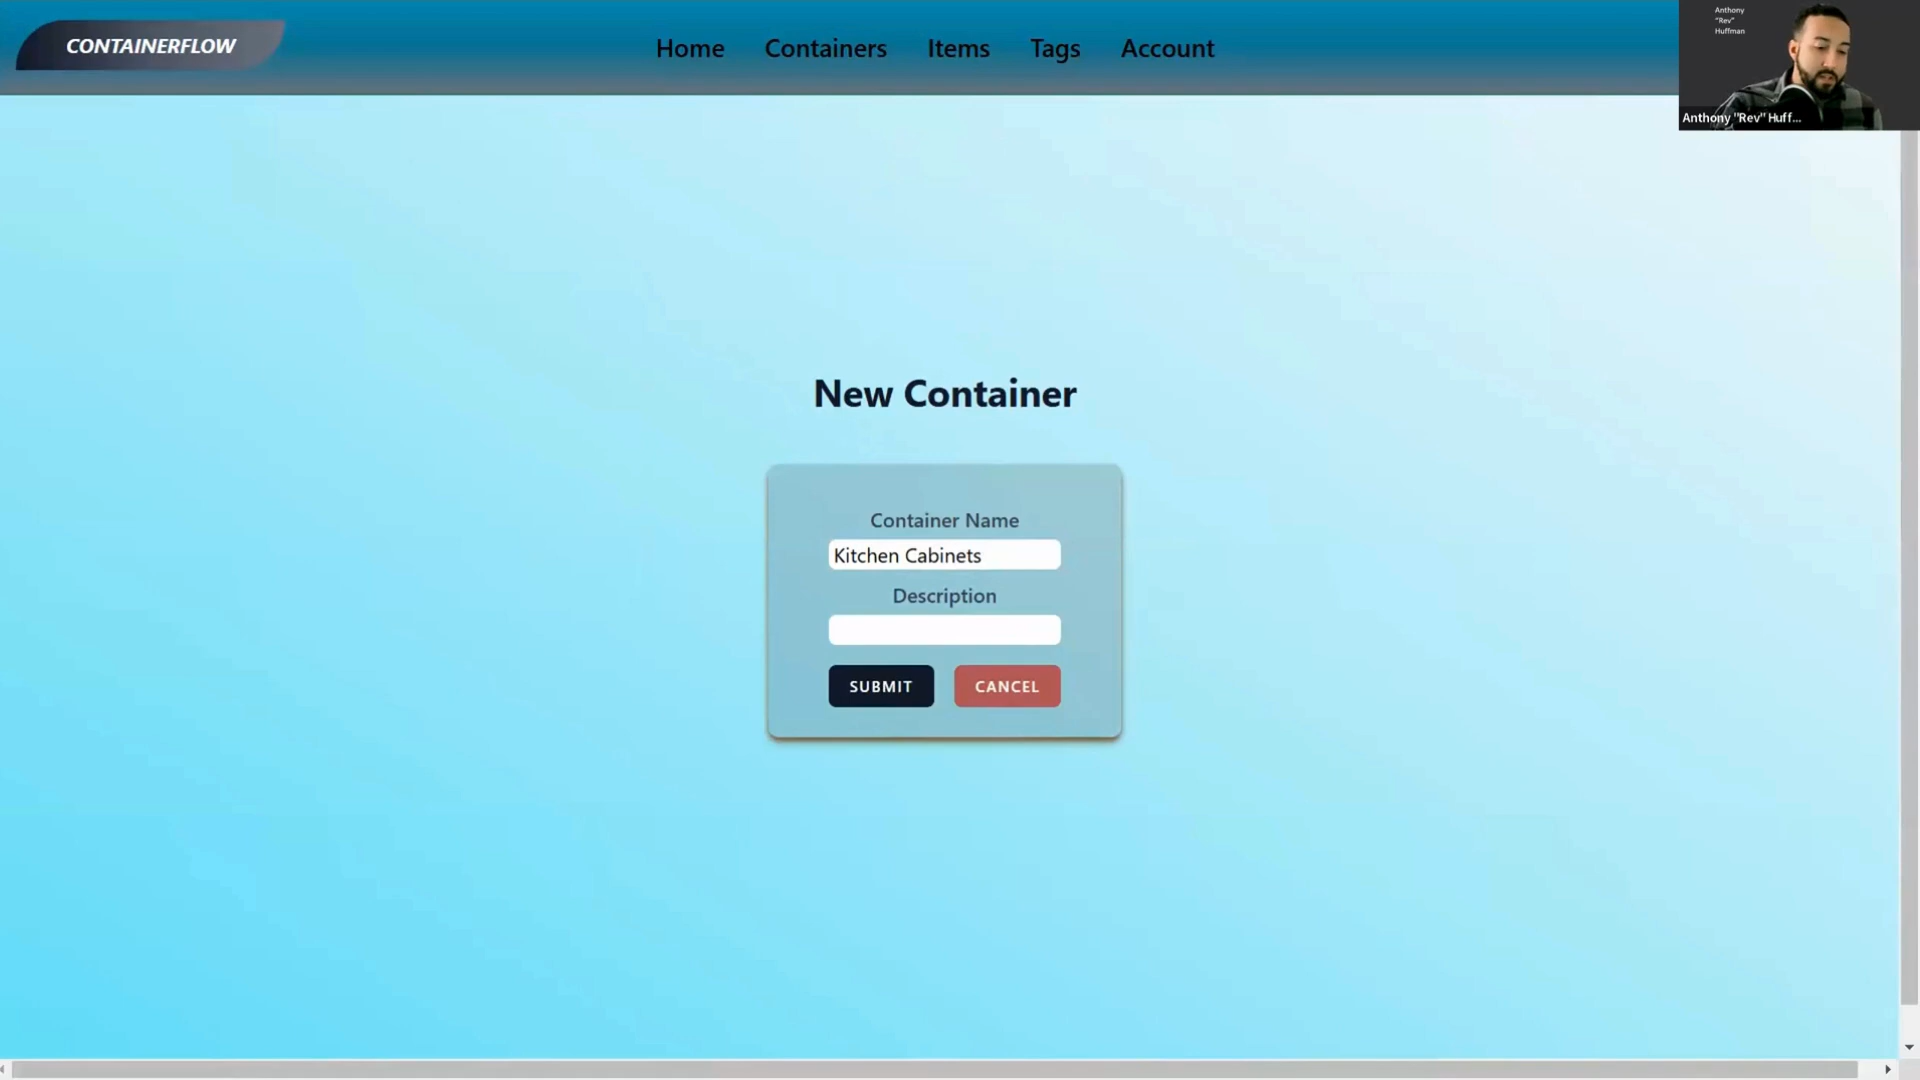 CONTAINERFLOW
Home Containers Items Tags Account
Anthony
"Rev"
Huffman
Anthony "Rev" Huff...
New Container
Container Name
Kitchen Cabinets
Description
SUBMIT CANCEL